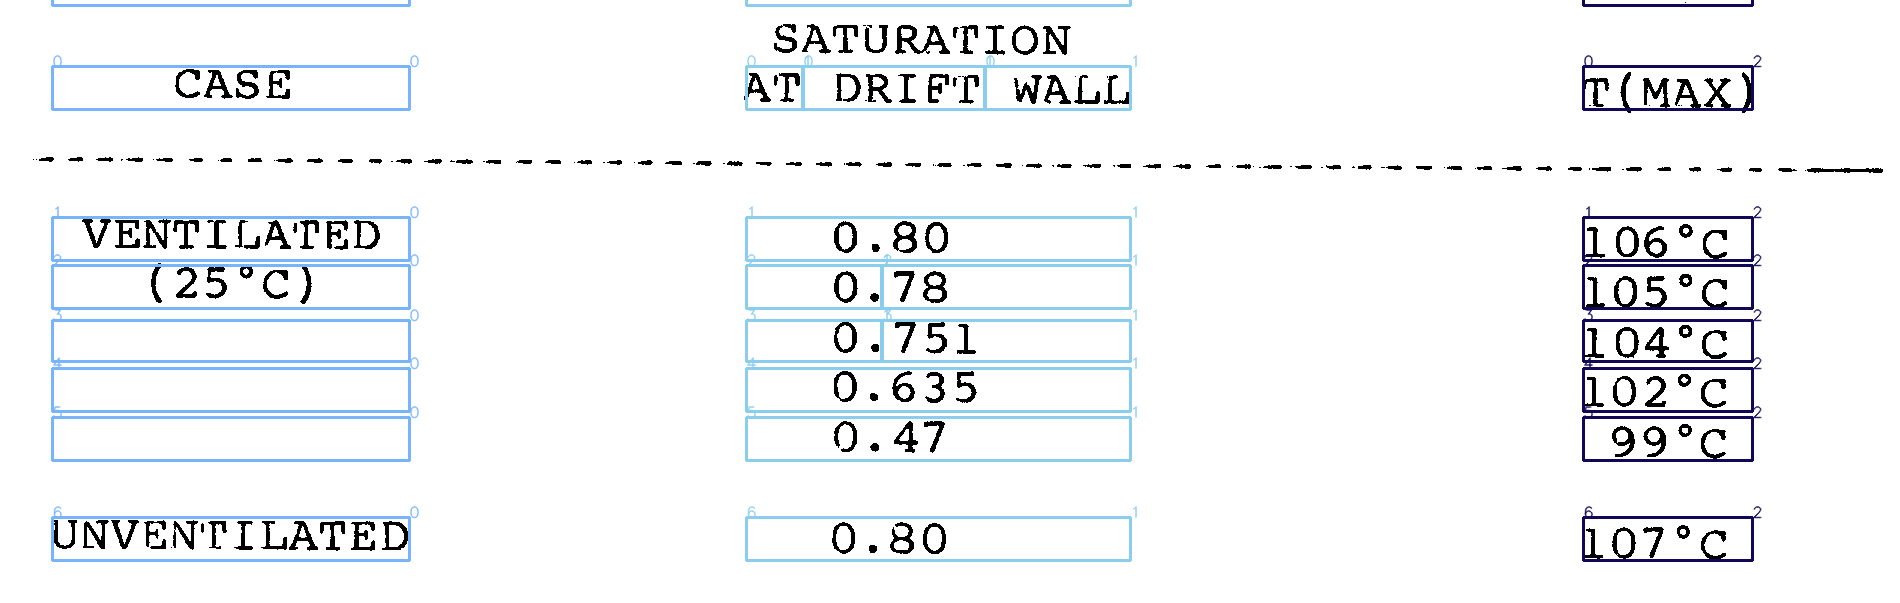 SATURATION
CASE AT DRIFT WALL T(MAX)
VENTILATED 0.80 106°C
(25°C) 0.78 105°C
0.751 104°C
0.635 102°C
0.47 99°C
UNVENTILATED 0.80 107°C